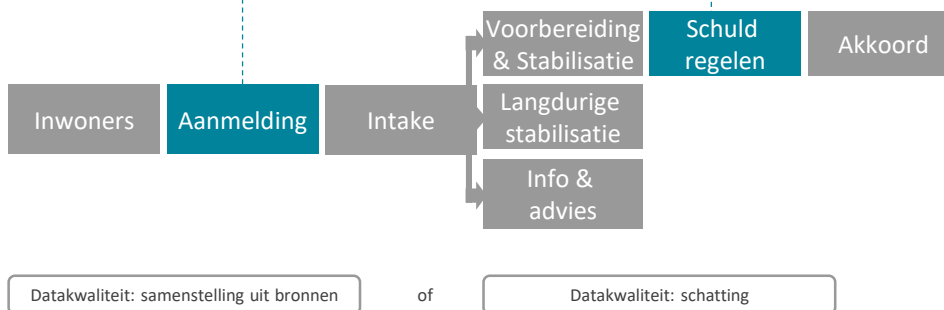 Voorbereiding
& Stabilisatie
Schuld
regelen
Akkoord
Inwoners
Aanmelding
Intake
Langdurige
stabilisatie
Info &
advies
Datakwaliteit: samenstelling uit bronnen
of
Datakwaliteit: schatting